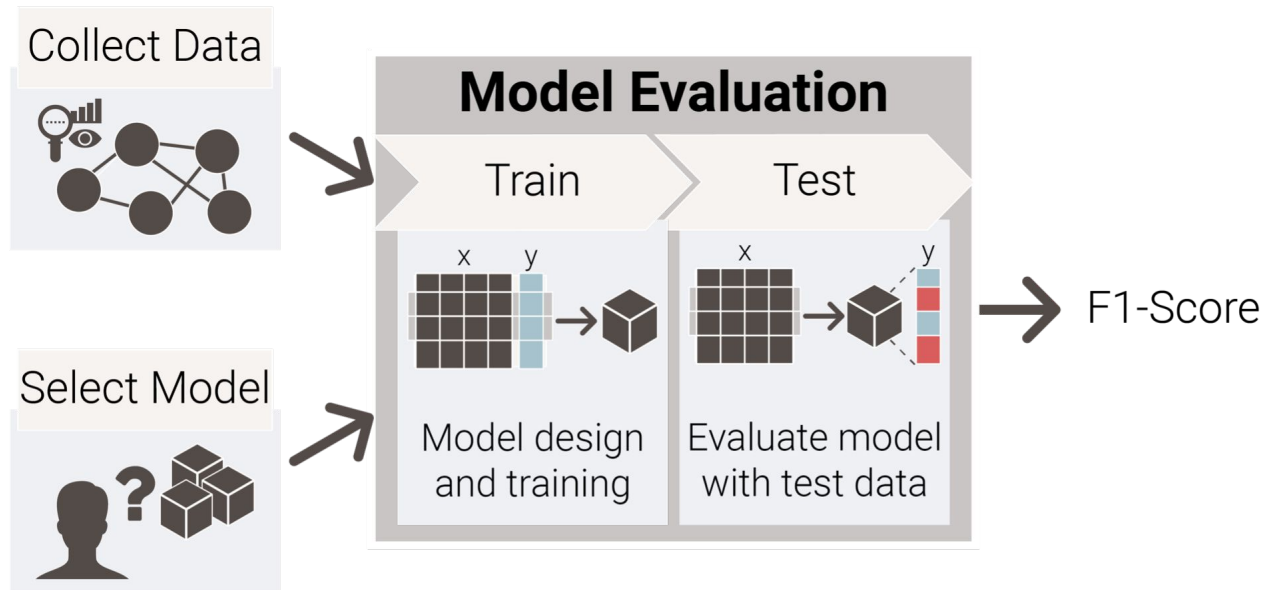 Collect Data
Select Model
Model Evaluation
Train
Test
x y
x y
Model design
and training
Evaluate model
with test data
F1-Score
?